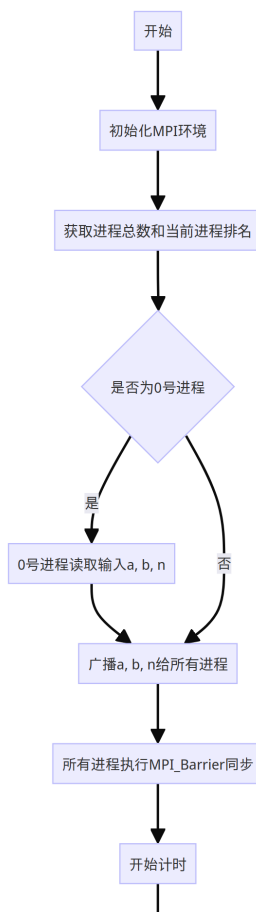 开始
初始化MPI环境
获取进程总数和当前进程排名
是否为0号进程
是
0号进程读取输入a, b, n
否
广播a, b, n给所有进程
所有进程执行MPI_Barrier同步
开始计时